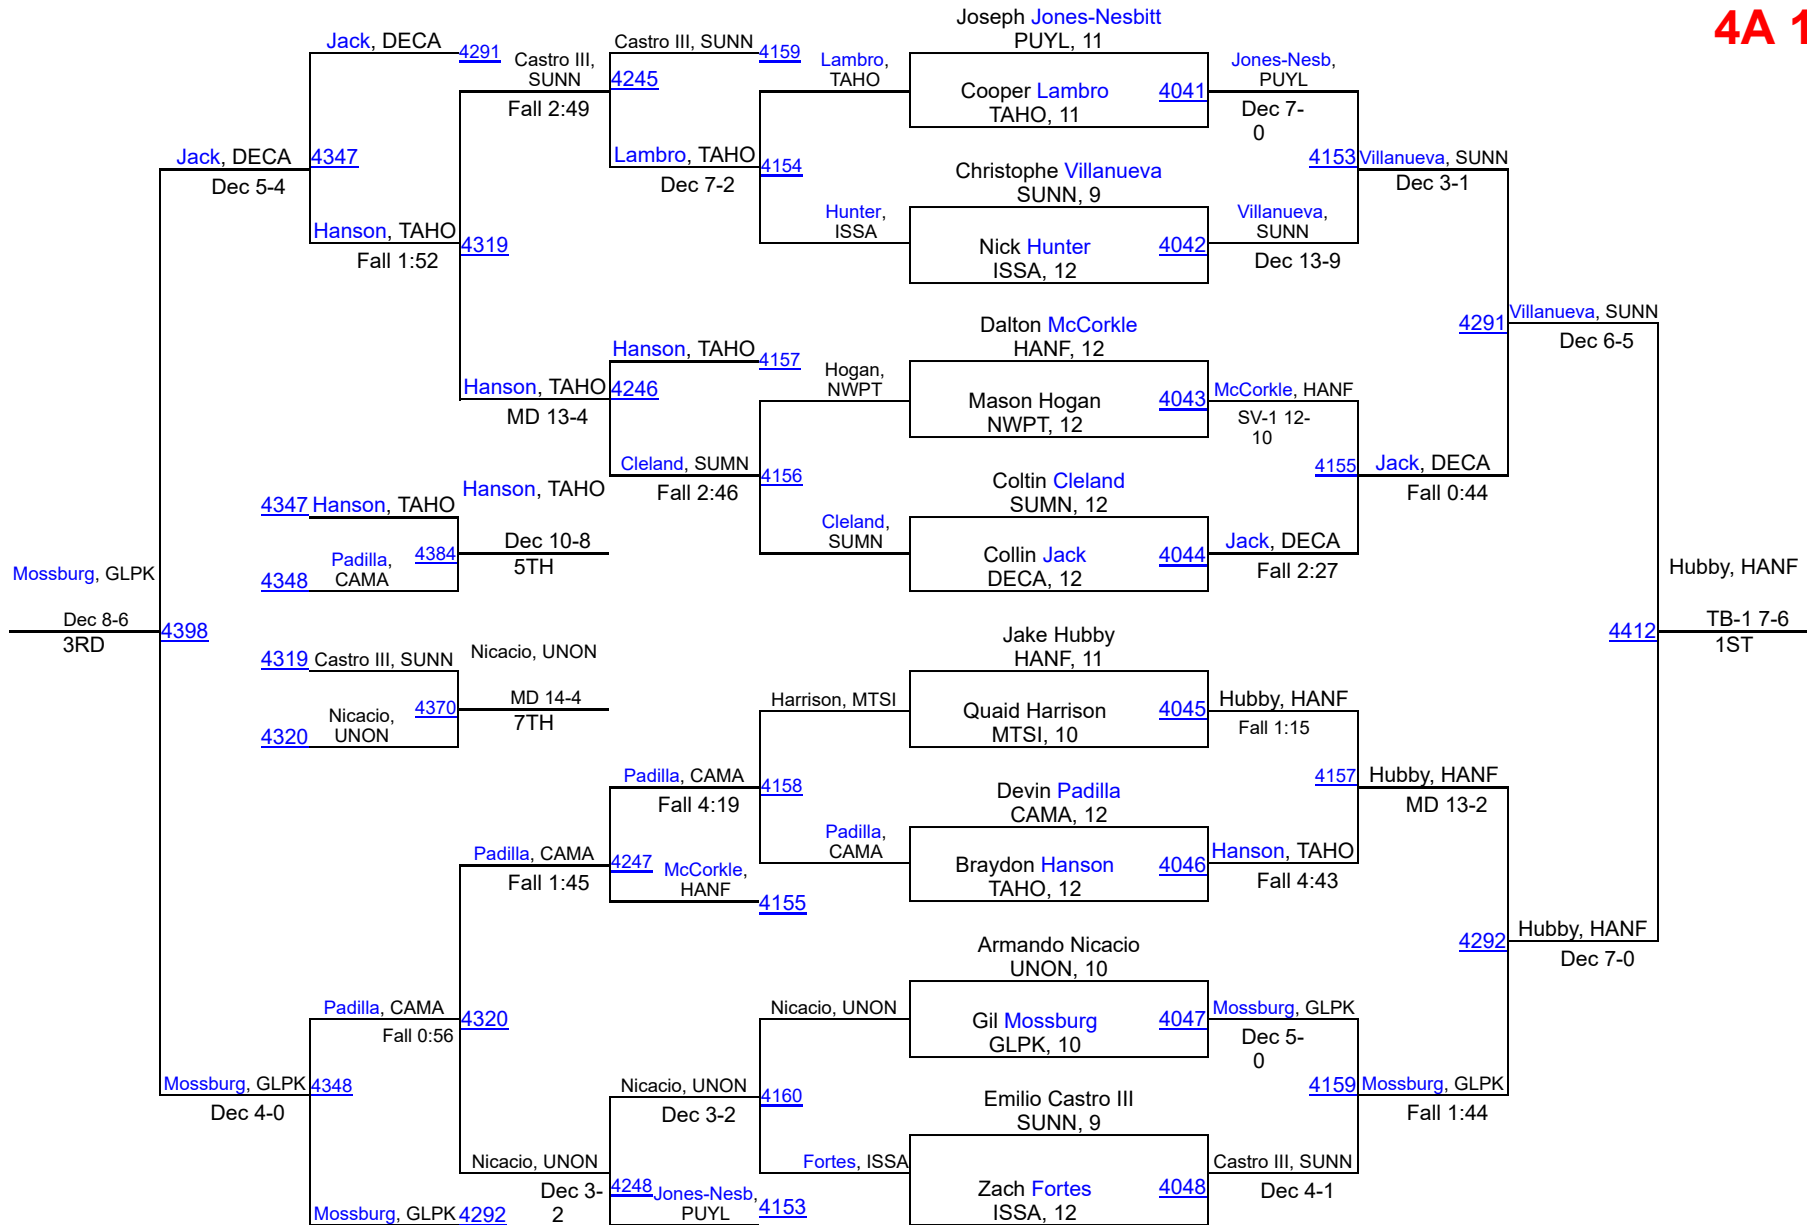 4A 1
Joseph Jones-Nesbitt
PUYL, 11
Cooper Lambro
TAHO, 11
4041
Christophe Villanueva
SUNN, 9
Nick Hunter
ISSA, 12
4042
Dalton McCorkle
HANF, 12
Mason Hogan
NWPT, 12
4043
Coltin Cleland
SUMN, 12
Collin Jack
DECA, 12
4044
Jake Hubby
HANF, 11
Quaid Harrison
MTSI, 10
4045
Devin Padilla
CAMA, 12
Braydon Hanson
TAHO, 12
4046
Armando Nicacio
UNON, 10
Gil Mossburg
GLPK, 10
4047
Emilio Castro III
SUNN, 9
Zach Fortes
ISSA, 12
4048
Jones-Nesb,
PUYL
Dec 7-
0
4153
Villanueva,
SUNN
Dec 13-9
McCorkle, HANF
SV-1 12-
10
4155
Jack, DECA
Fall 2:27
Hubby, HANF
Fall 1:15
4157
Hanson, TAHO
Fall 4:43
Mossburg, GLPK
Dec 5-
0
4159
Castro III, SUNN
Dec 4-1
Villanueva, SUNN
Dec 3-1
4291
Jack, DECA
Fall 0:44
Hubby, HANF
MD 13-2
4292
Mossburg, GLPK
Fall 1:44
Villanueva, SUNN
Dec 6-5
4412
Hubby, HANF
Dec 7-0
Hubby, HANF
TB-1 7-6
1ST
Lambro,
TAHO
4154
Hunter,
ISSA
Hogan,
NWPT
4156
Cleland,
SUMN
Harrison, MTSI
4158
Padilla,
CAMA
Nicacio, UNON
4160
Fortes, ISSA
Castro III, SUNN
4159
4245
Lambro, TAHO
Dec 7-2
Hanson, TAHO
4157
4246
Cleland, SUMN
Fall 2:46
Padilla, CAMA
Fall 4:19
4247
McCorkle,
HANF
4155
Nicacio, UNON
Dec 3-2
4248
Jones-Nesb,
PUYL
4153
Castro III,
SUNN
Fall 2:49
4319
Hanson, TAHO
MD 13-4
Padilla, CAMA
Fall 1:45
4320
Nicacio, UNON
Dec 3-
2
Jack, DECA
4291
4347
Hanson, TAHO
Fall 1:52
Padilla, CAMA
Fall 0:56
4348
Mossburg, GLPK
4292
Jack, DECA
Dec 5-4
4398
Mossburg, GLPK
Dec 4-0
Mossburg, GLPK
Dec 8-6
3RD
4347
Hanson, TAHO
4348
Padilla,
CAMA
4384
Hanson, TAHO
Dec 10-8
5TH
4319
Castro III, SUNN
4320
Nicacio,
UNON
4370
Nicacio, UNON
MD 14-4
7TH